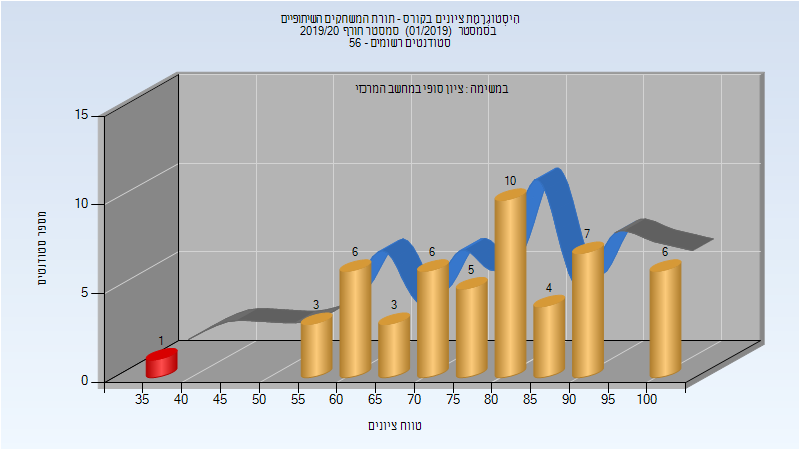 היסטוגרמת ציונים בקורס - תורת המשחקים השיתופיים
בסמסטר (01/2019) סמסטר חורף 2019/20
סטודנטים רשומים - 56
במשימה : ציון סופי במחשב המרכזי
מספר סטודנטים
15
10
5
0
1
3
6
3
6
5
10
4
7
6
35 40 45 50 55 60 65 70 75 80 85 90 95 100
טווח ציונים